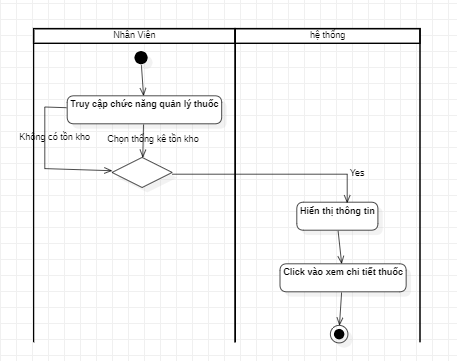 Nhân Viên
hệ thống
Truy cập chức năng quản lý thuốc
Không có tồn kho
Chọn thống kê tồn kho
Yes
Hiển thị thông tin
Click vào xem chi tiết thuốc